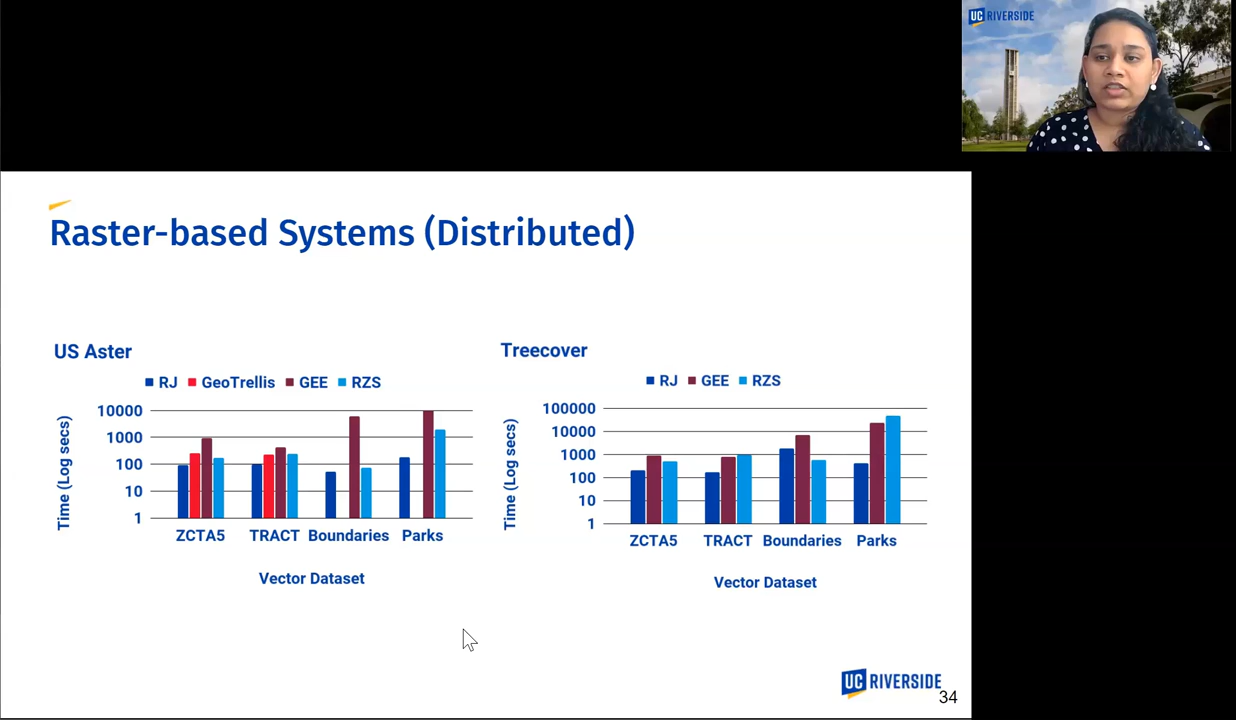 UC RIVERSIDE
Raster-based Systems (Distributed)
US Aster
RJ GeoTrellis GEE RZS
Time (Log secs)
10000
1000
100
10
1
ZCTA5 TRACT Boundaries Parks
Vector Dataset
Treecover
RJ GEE RZS
Time (Log secs)
100000
10000
1000
100
10
1
ZCTA5 TRACT Boundaries Parks
Vector Dataset
UC RIVERSIDE
34